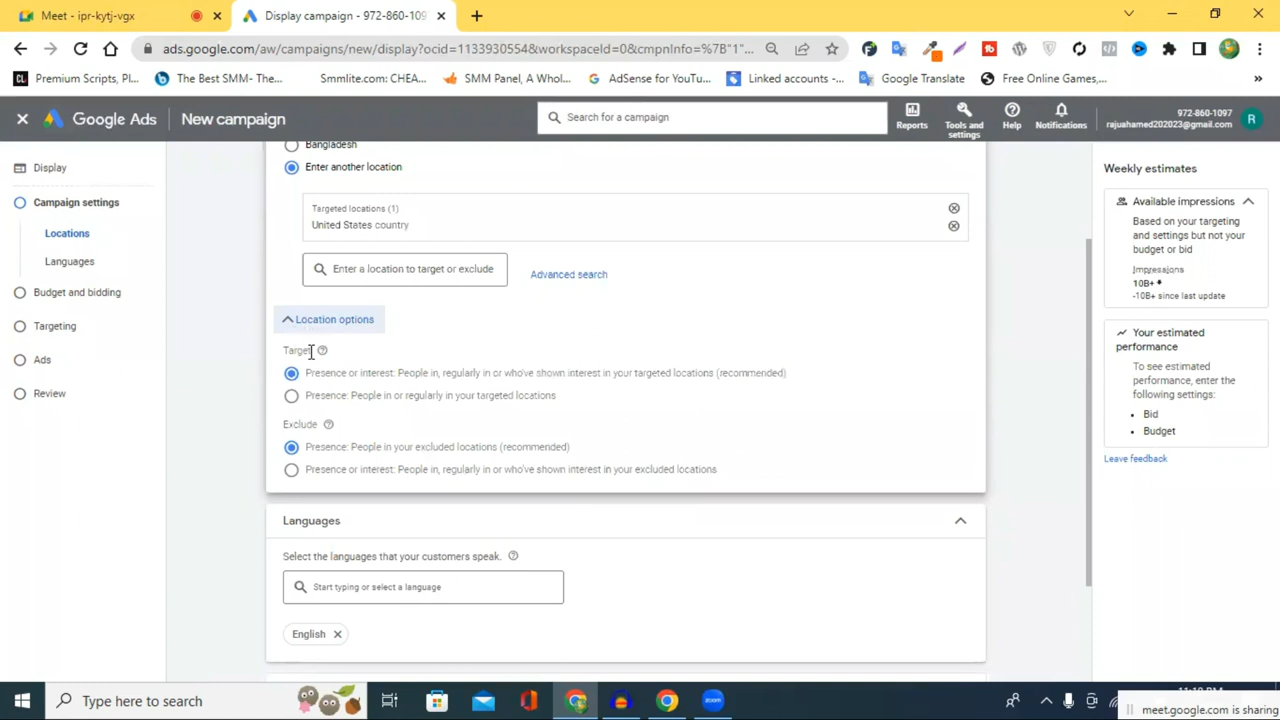 Meet - ipr-kytj-vgx
Display campaign - 972-860-109
ads.google.com/aw/campaigns/new/display?ocid=1133930554&workspaceId=0&cmpnInfo=%7B"1"...
Premium Scripts, Pl...
The Best SMM- The...
Smmlite.com: CHEA...
SMM Panel, A Whol...
AdSense for YouTu...
Linked accounts -...
Google Translate
Free Online Games,...
Google Ads
New campaign
Search for a campaign
Reports
Tools and settings
Help
Notifications
972-860-1097
rajuahamed202023@gmail.com
R
Display
Campaign settings
Locations
Languages
Budget and bidding
Targeting
Ads
Review
Bangladesh
Enter another location
Targeted locations (1)
United States country
Enter a location to target or exclude
Advanced search
Location options
Target
Presence or interest: People in, regularly in or who've shown interest in your targeted locations (recommended)
Presence: People in or regularly in your targeted locations
Exclude
Presence: People in your excluded locations (recommended)
Presence or interest: People in, regularly in or who've shown interest in your excluded locations
Languages
Select the languages that your customers speak.
Start typing or select a language
English
Weekly estimates
Available impressions
Based on your targeting
and settings but not your
budget or bid
Impressions
10B+
-10B+ since last update
Your estimated
performance
To see estimated
performance, enter the
following settings:
• Bid
• Budget
Leave feedback
Type here to search
zoom
meet.google.com is sharing